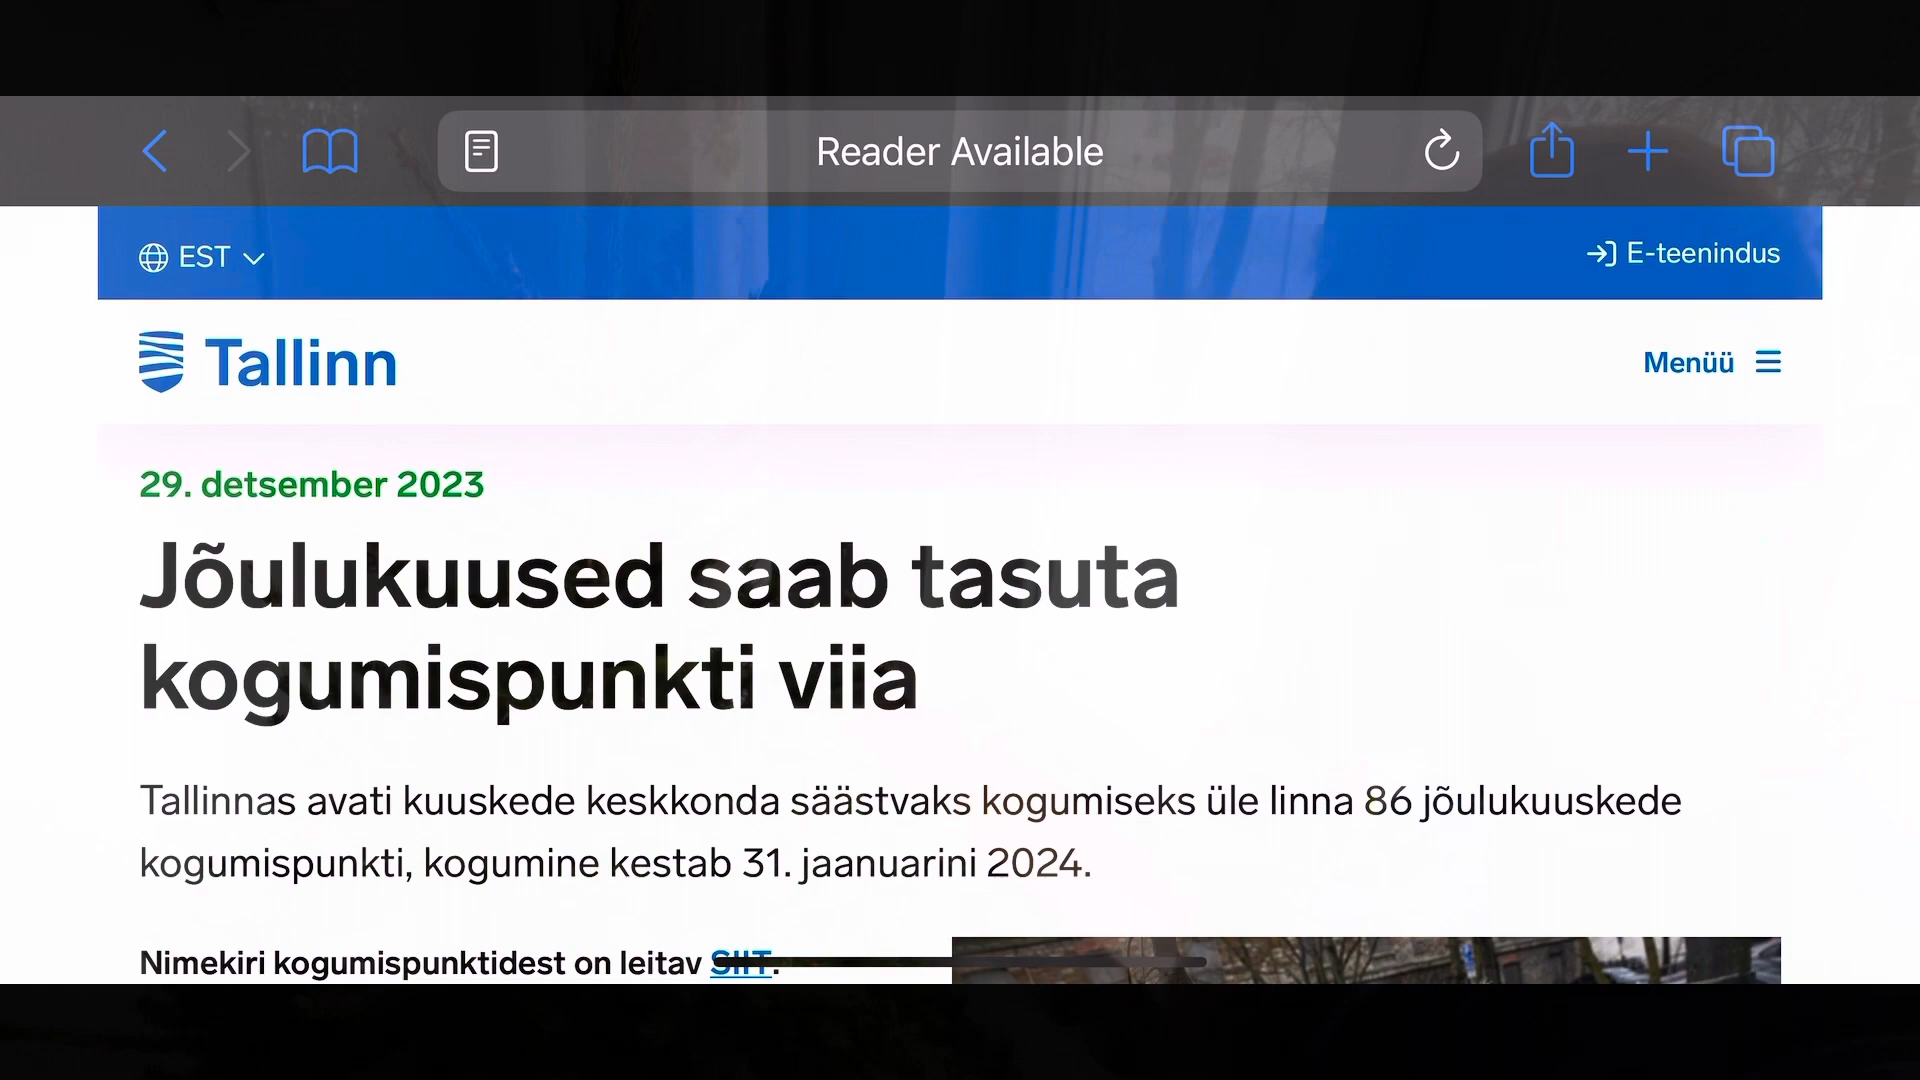 Reader Available
EST
E-teenindus
Tallinn
Menüü
29. detsember 2023
Jõulukuused saab tasuta
kogumispunkti viia
Tallinnas avati kuuskede keskkonda säästvaks kogumiseks üle linna 86 jõulukuuskede
kogumispunkti, kogumine kestab 31. jaanuarini 2024.
Nimekiri kogumispunktidest on leitav SIIT.